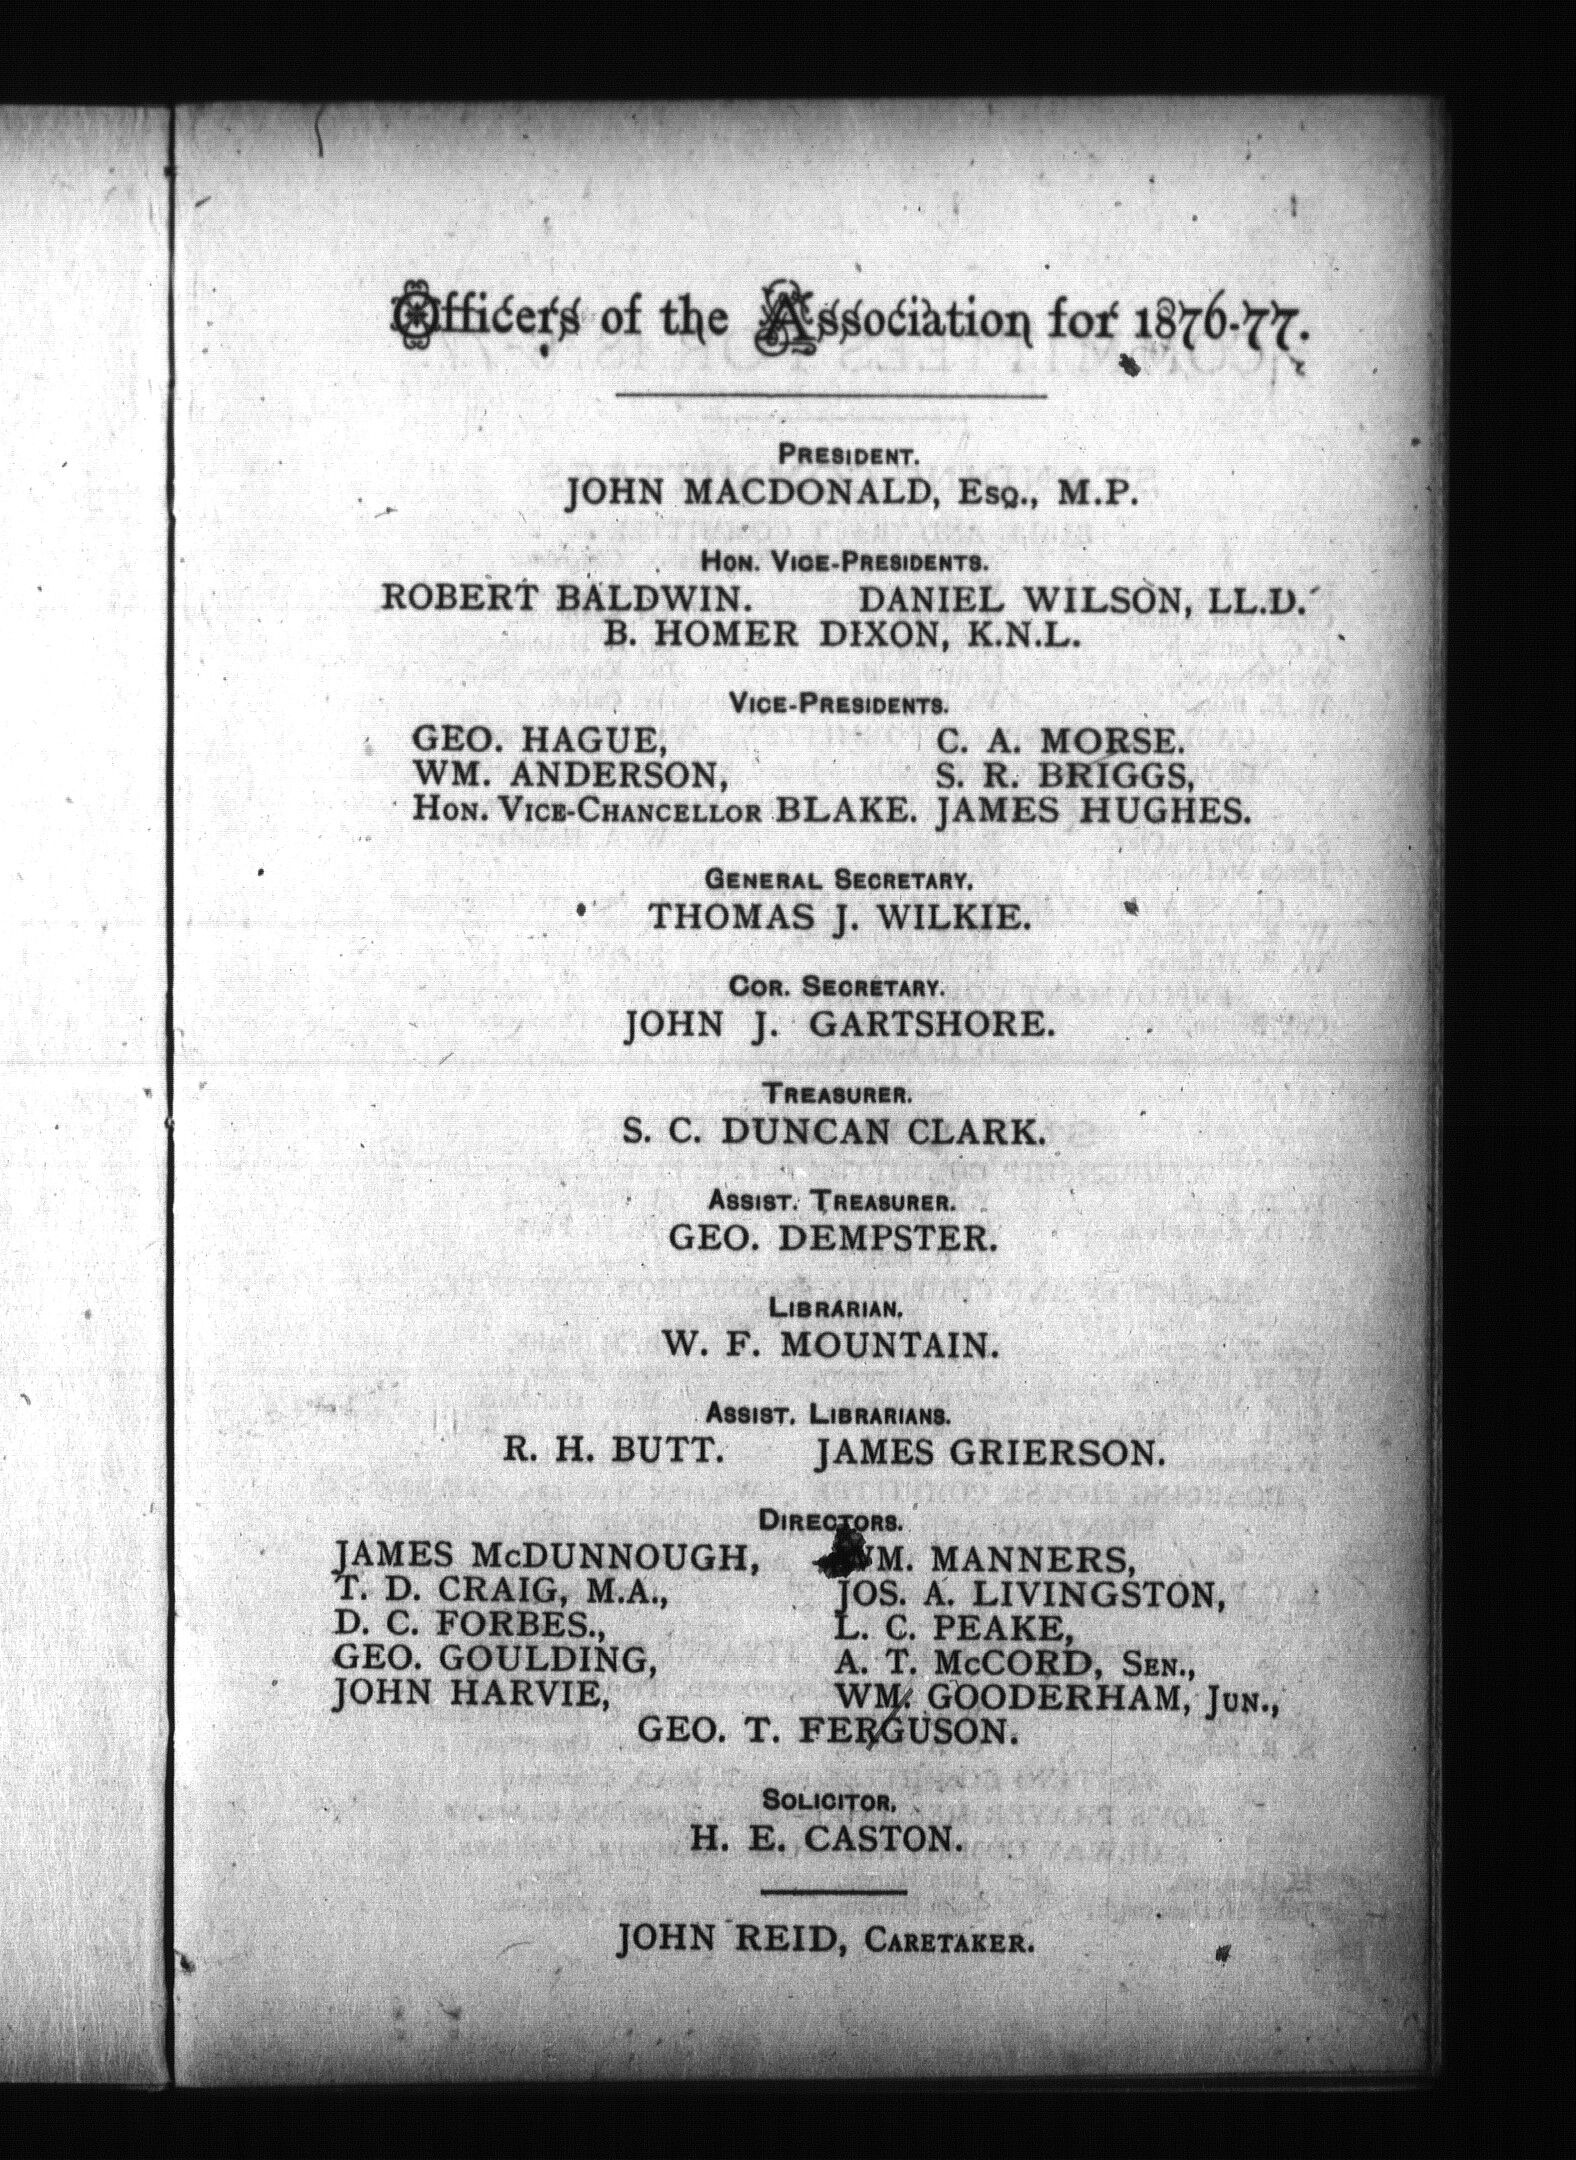 Officers of the Association for 1876-77.
PRESIDENT.
JOHN MACDONALD, ESQ., M.P.
HON. VICE-PRESIDENTS.
ROBERT BALDWIN. DANIEL WILSON, LL.D.
B. HOMER DIXON, K.N.L.
VICE-PRESIDENTS.
GEO. HAGUE, C. A. MORSE.
WM. ANDERSON, S. R. BRIGGS,
HON. VICE-CHANCELLOR BLAKE. JAMES HUGHES.
GENERAL SECRETARY.
THOMAS J. WILKIE.
COR. SECRETARY.
JOHN J. GARTSHORE.
TREASURER.
S. C. DUNCAN CLARK.
ASSIST. TREASURER.
GEO. DEMPSTER.
LIBRARIAN.
W. F. MOUNTAIN.
ASSIST. LIBRARIANS.
R. H. BUTT. JAMES GRIERSON.
DIRECTORS.
JAMES McDUNNOUGH, WM. MANNERS,
T. D. CRAIG, M.A., JOS. A. LIVINGSTON,
D. C. FORBES., L. C. PEAKE,
GEO. GOULDING, A. T. McCORD, SEN.,
JOHN HARVIE, WM. GOODERHAM, JUN.,
GEO. T. FERGUSON.
SOLICITOR.
H. E. CASTON.
JOHN REID, CARETAKER.